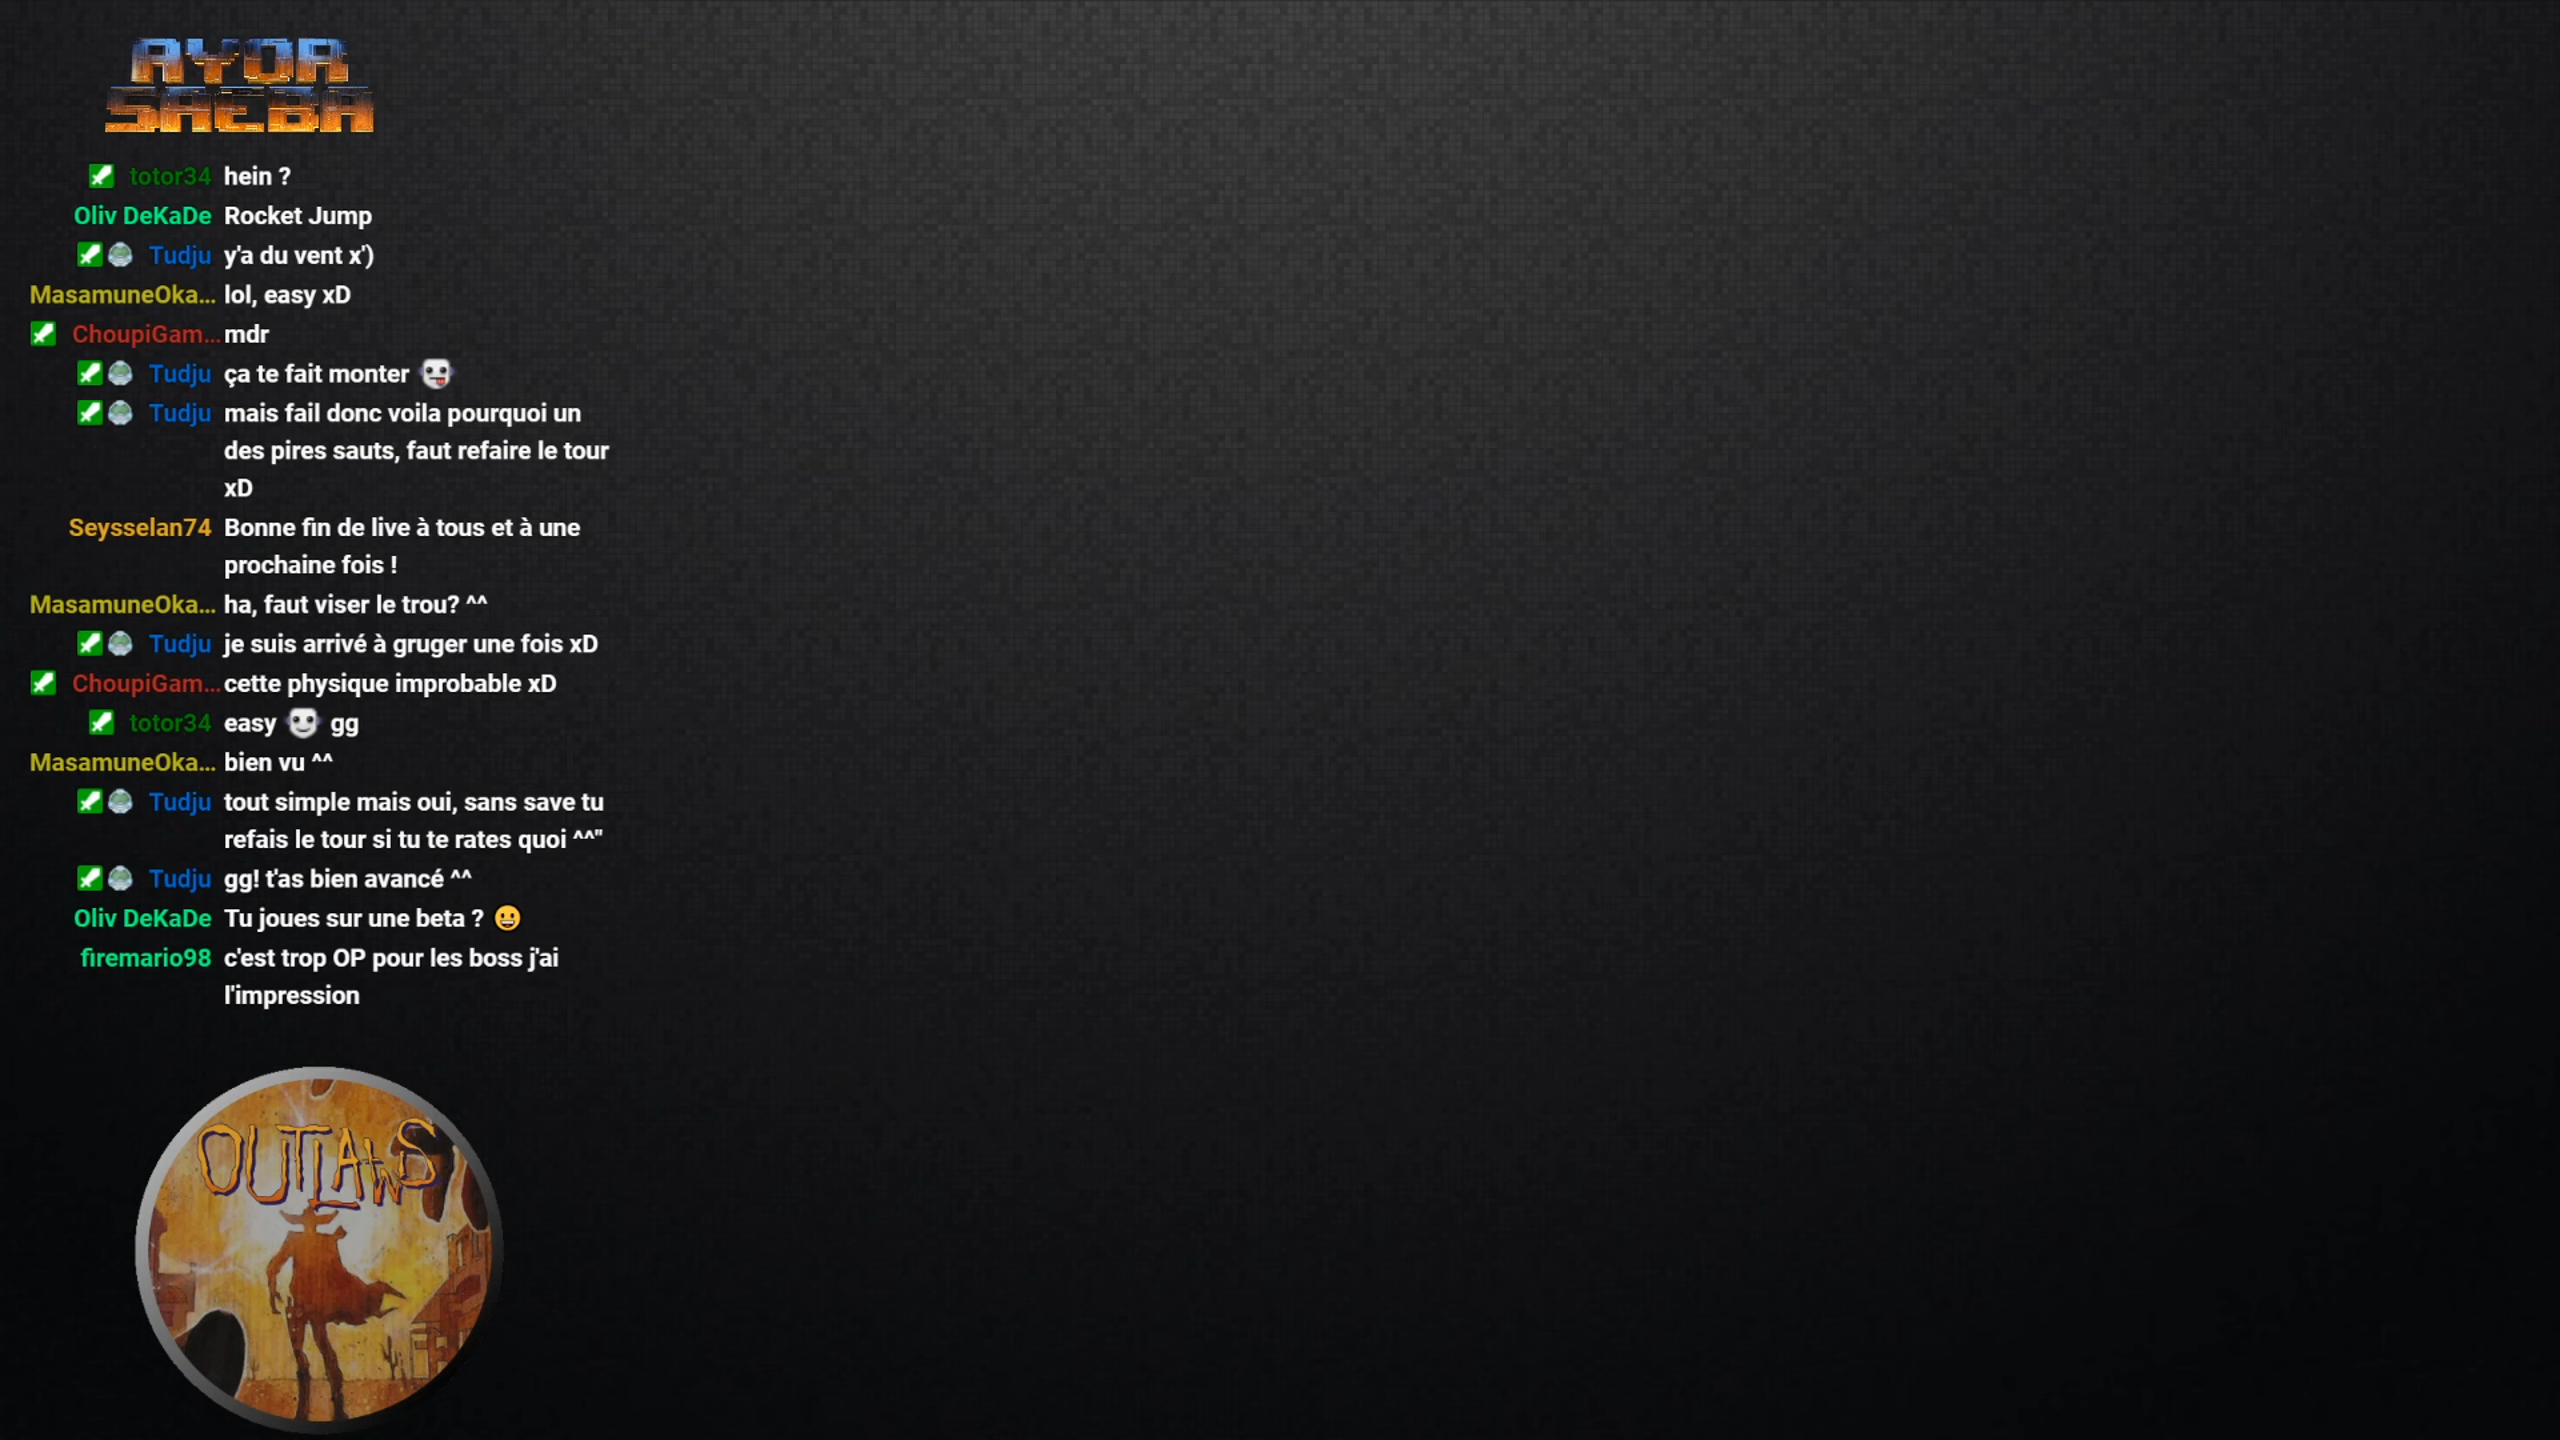 AYOR
SAEBA
totor34 hein ?
Oliv DeKaDe Rocket Jump
Tudju y'a du vent x')
MasamuneOka... lol, easy xD
ChoupiGam... mdr
Tudju ça te fait monter
Tudju mais fail donc voila pourquoi un
des pires sauts, faut refaire le tour
xD
Seysselan74 Bonne fin de live à tous et à une
prochaine fois !
MasamuneOka... ha, faut viser le trou? ^^
Tudju je suis arrivé à gruger une fois xD
ChoupiGam... cette physique improbable xD
totor34 easy gg
MasamuneOka... bien vu ^^
Tudju tout simple mais oui, sans save tu
refais le tour si tu te rates quoi ^^"
Tudju gg! t'as bien avancé ^^
Oliv DeKaDe Tu joues sur une beta ? 😀
firemario98 c'est trop OP pour les boss j'ai
l'impression
OUTLAWS